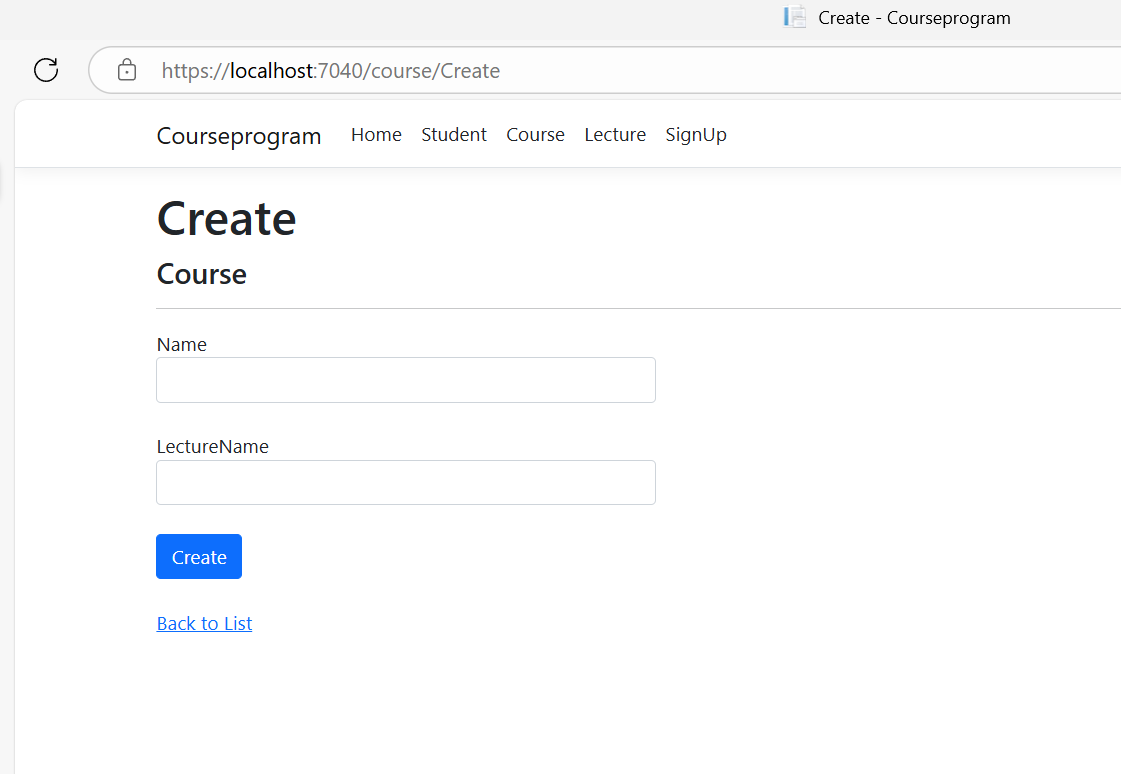 Create - Courseprogram
https://localhost:7040/course/Create
Courseprogram Home Student Course Lecture SignUp
Create
Course
Name
LectureName
Create
Back to List